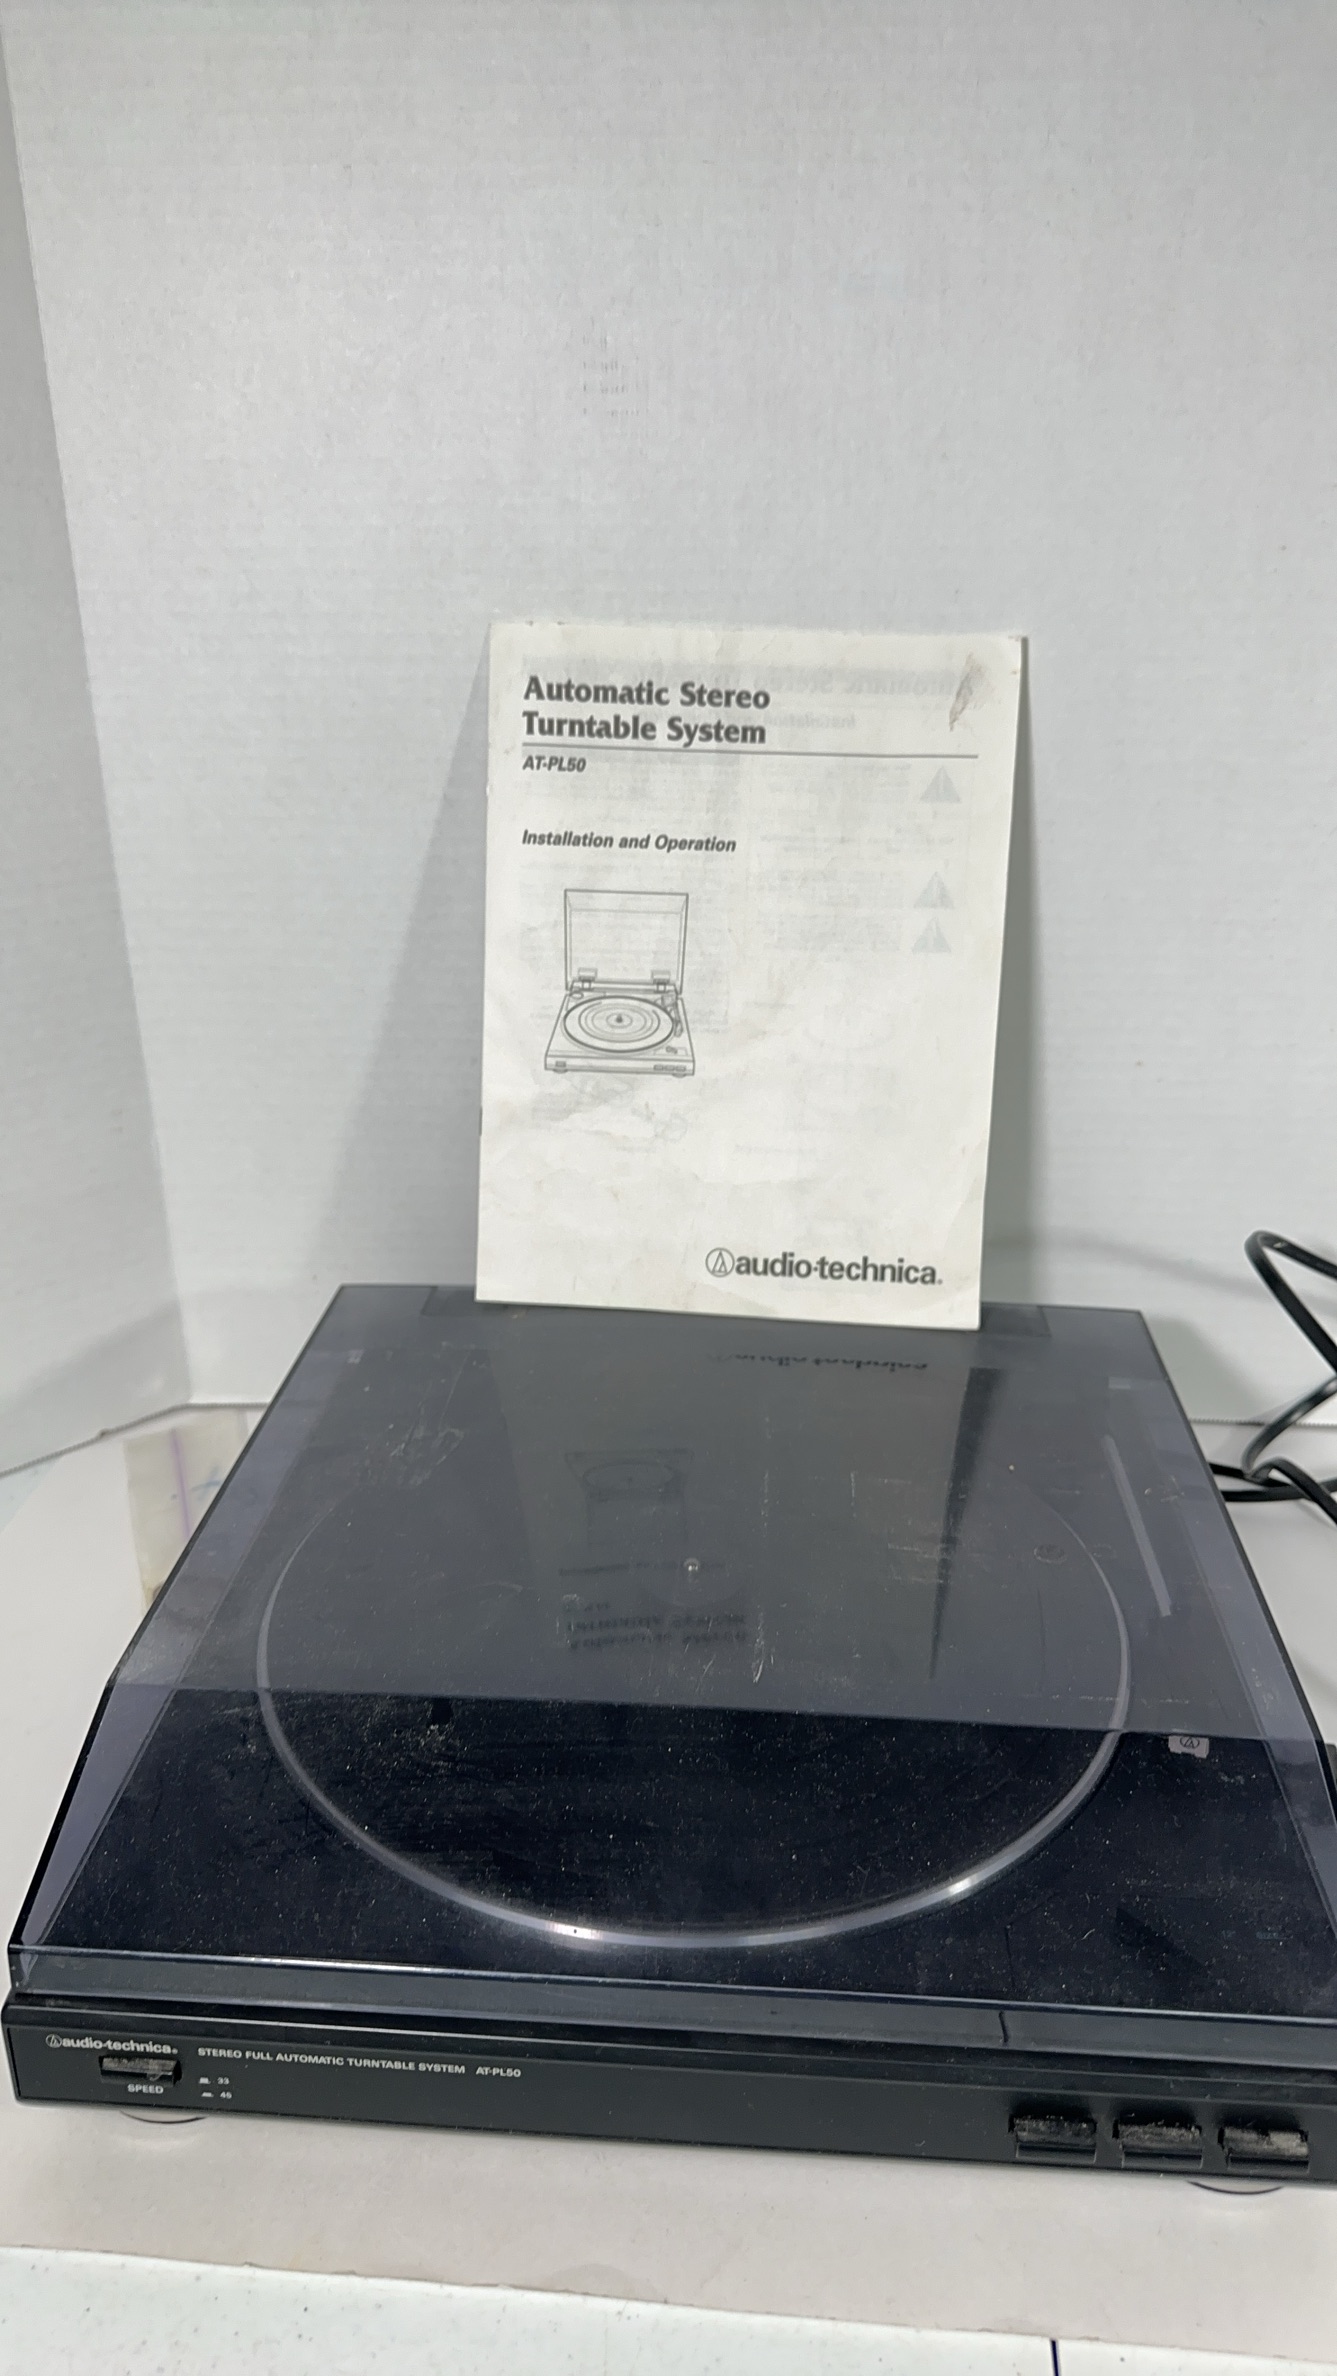 Automatic Stereo
Turntable System
AT-PL50
Installation and Operation
audio-technica.
audio-technica®
STEREO FULL AUTOMATIC TURNTABLE SYSTEM AT-PL50
SPEED
33
45